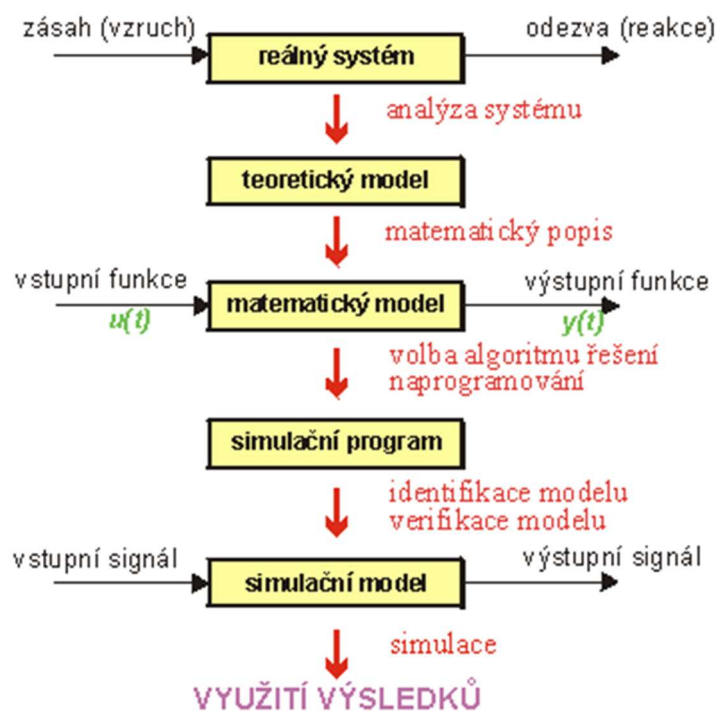 zásah (vzruch)
odezva (reakce)
reálný systém
analýza systému
teoretický model
matematický popis
vstupní funkce
výstupní funkce
matematický model
u(t)
y(t)
volba algoritmu řešení
naprogramování
simulační program
identifikace modelu
verifikace modelu
vstupní signál
výstupní signál
simulační model
simulace
VYUŽITÍ VÝSLEDKŮ